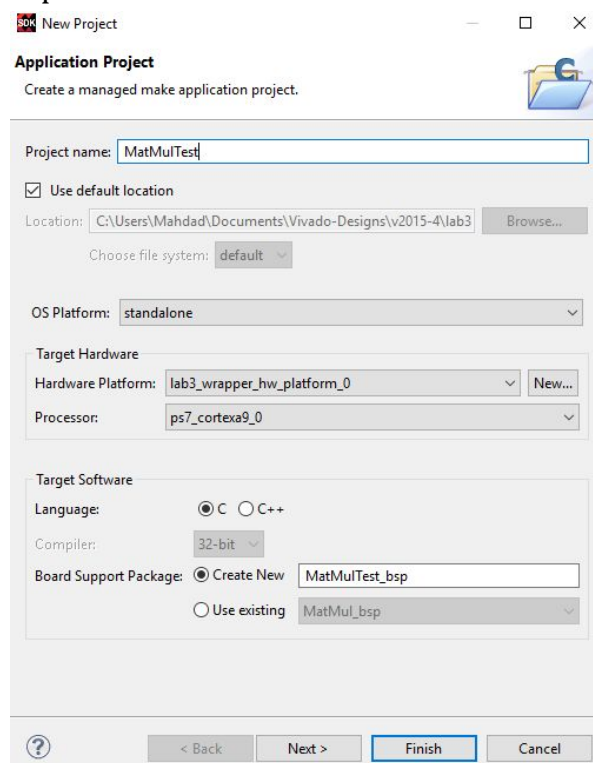 SDK New Project
Application Project
Create a managed make application project.
C
Project name: MatMulTest
Use default location
Location: C:\Users\Mahdad\Documents\Vivado-Designs\v2015-4\lab3 Browse...
Choose file system: default
OS Platform: standalone
Target Hardware
Hardware Platform: lab3_wrapper_hw_platform_0 New...
Processor: ps7_cortexa9_0
Target Software
Language: C C++
Compiler: 32-bit
Board Support Package: Create New MatMulTest_bsp
Use existing MatMul_bsp
? < Back Next > Finish Cancel